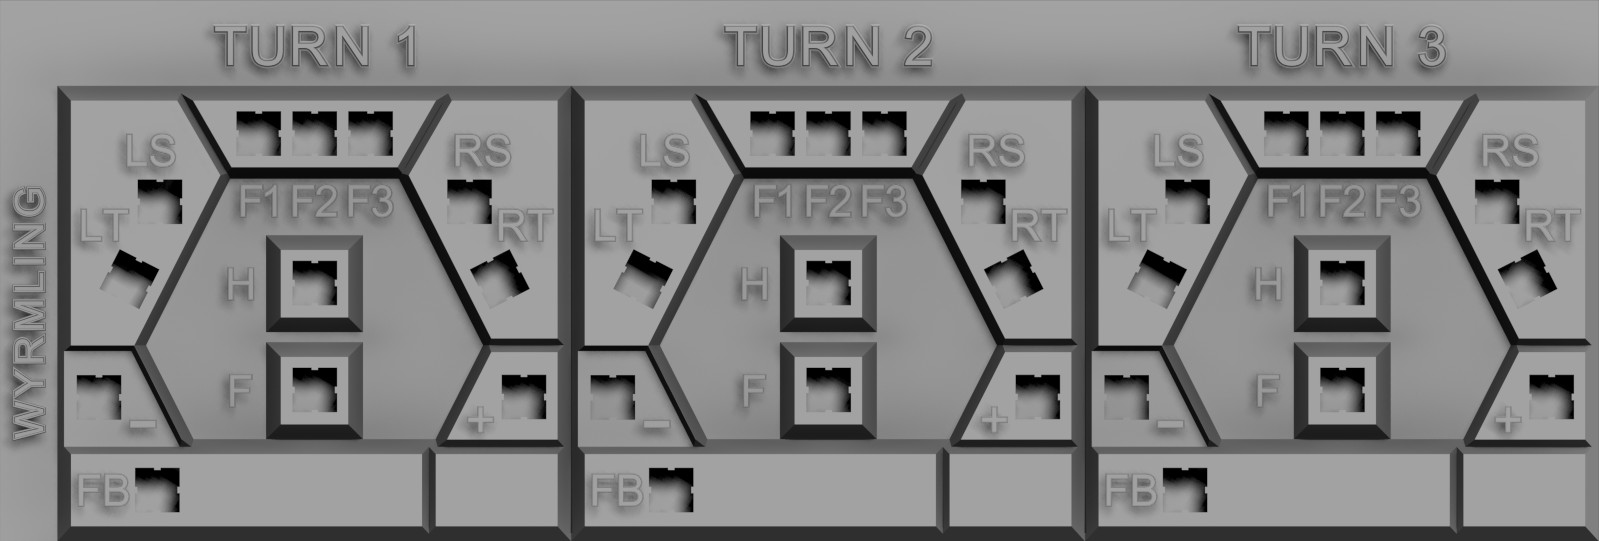 TURN 1 TURN 2 TURN 3
LS RS LS RS LS RS
F1 F2 F3 F1 F2 F3 F1 F2 F3
LT RT LT RT LT RT
WYRMLING
H H H
F F F
- + - + - +
FB FB FB